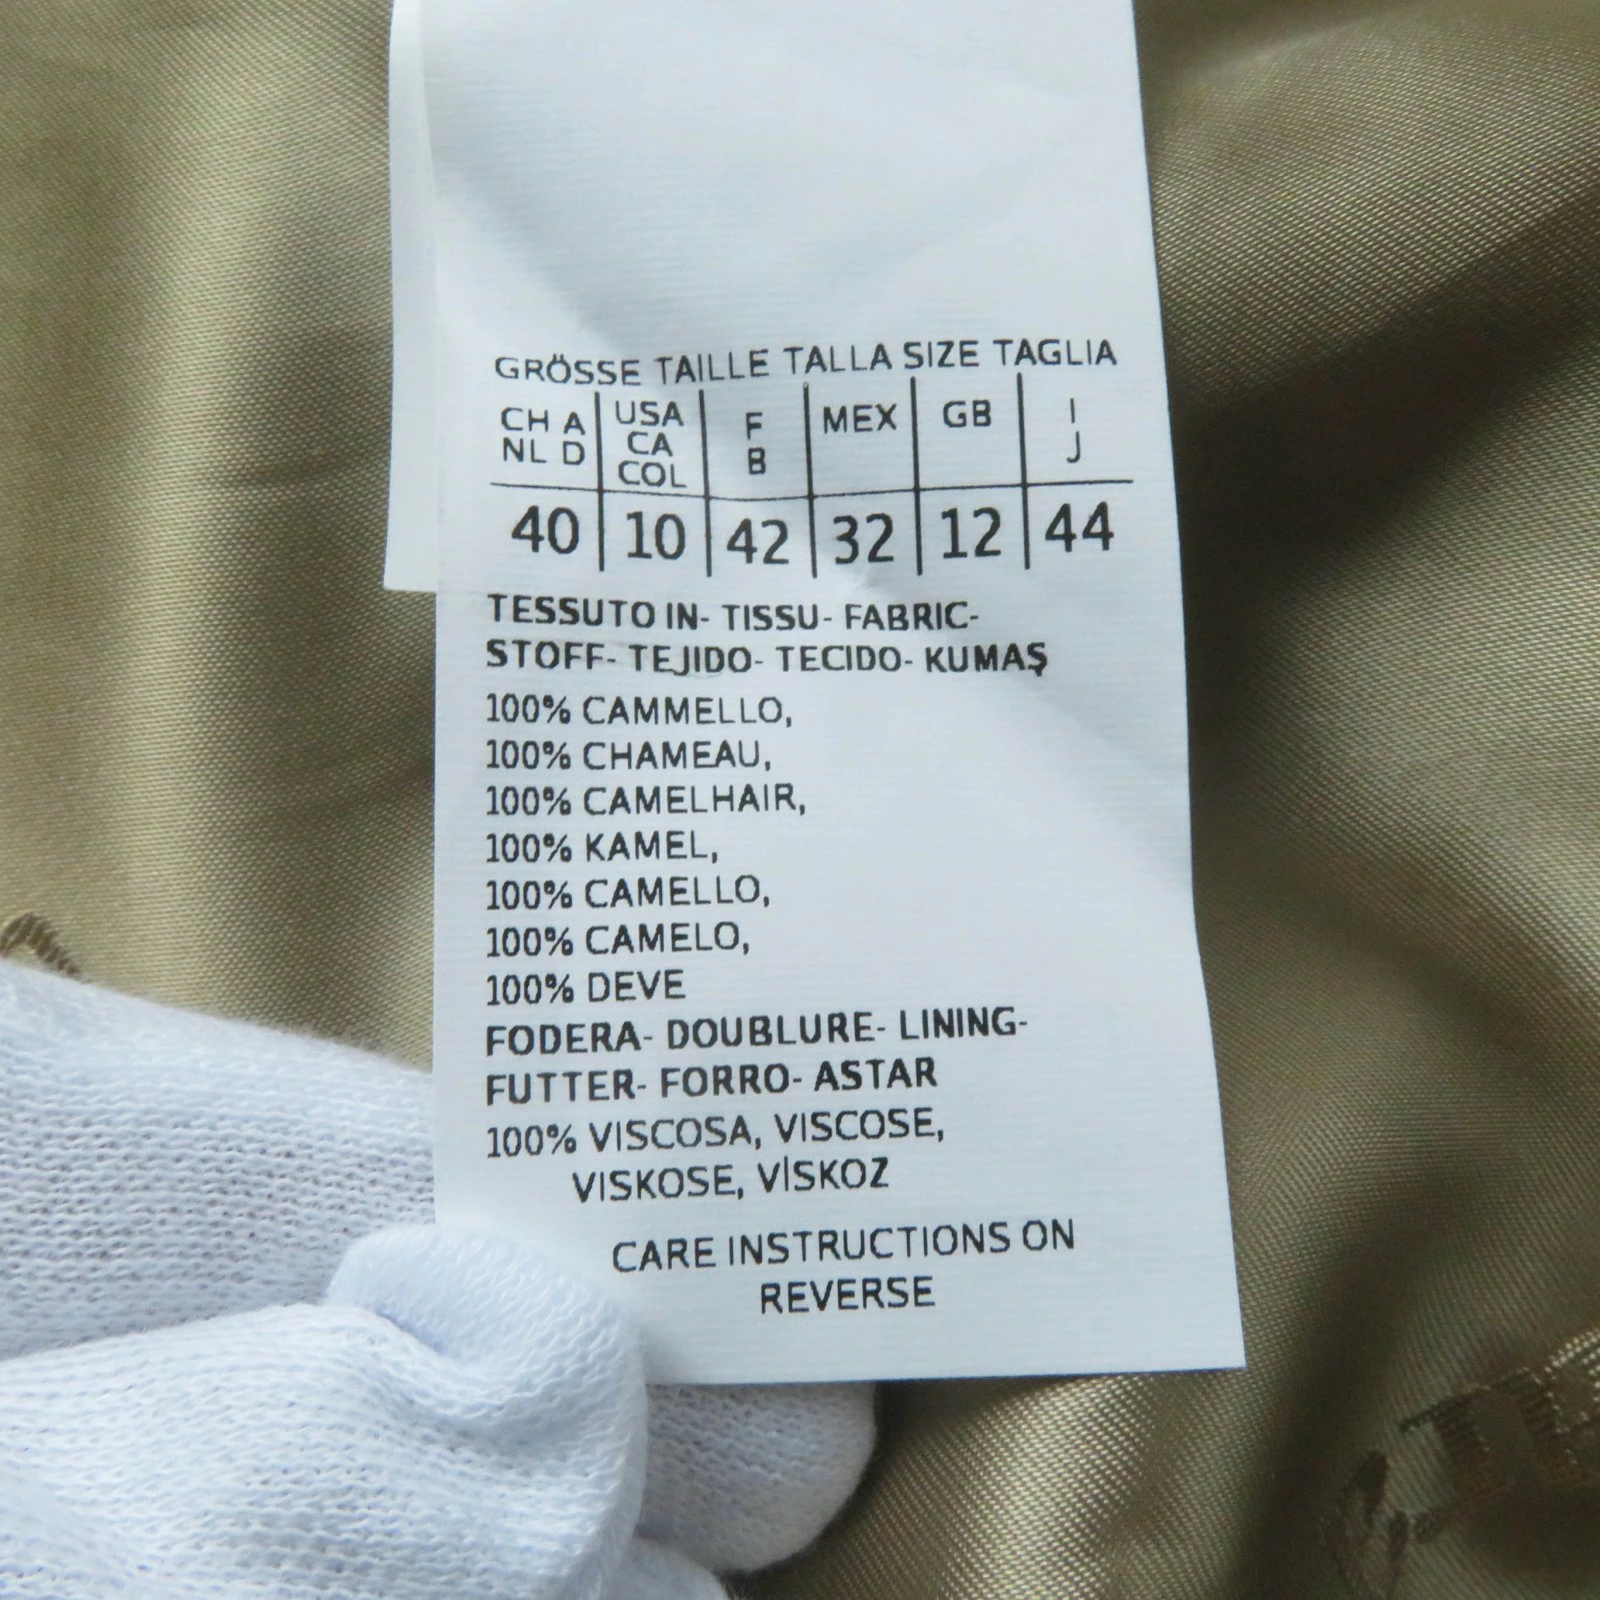 GRÖSSE TAILLE TALLA SIZE TAGLIA
CH A NL D | USA CA COL | F B | MEX | GB | I J
40 | 10 | 42 | 32 | 12 | 44
TESSUTO IN- TISSU- FABRIC-
STOFF- TEJIDO- TECIDO- KUMAŞ
100% CAMMELLO,
100% CHAMEAU,
100% CAMELHAIR,
100% KAMEL,
100% CAMELLO,
100% CAMELO,
100% DEVE
FODERA- DOUBLURE- LINING-
FUTTER- FORRO- ASTAR
100% VISCOSA, VISCOSE,
VISKOSE, VİSKOZ
CARE INSTRUCTIONS ON
REVERSE